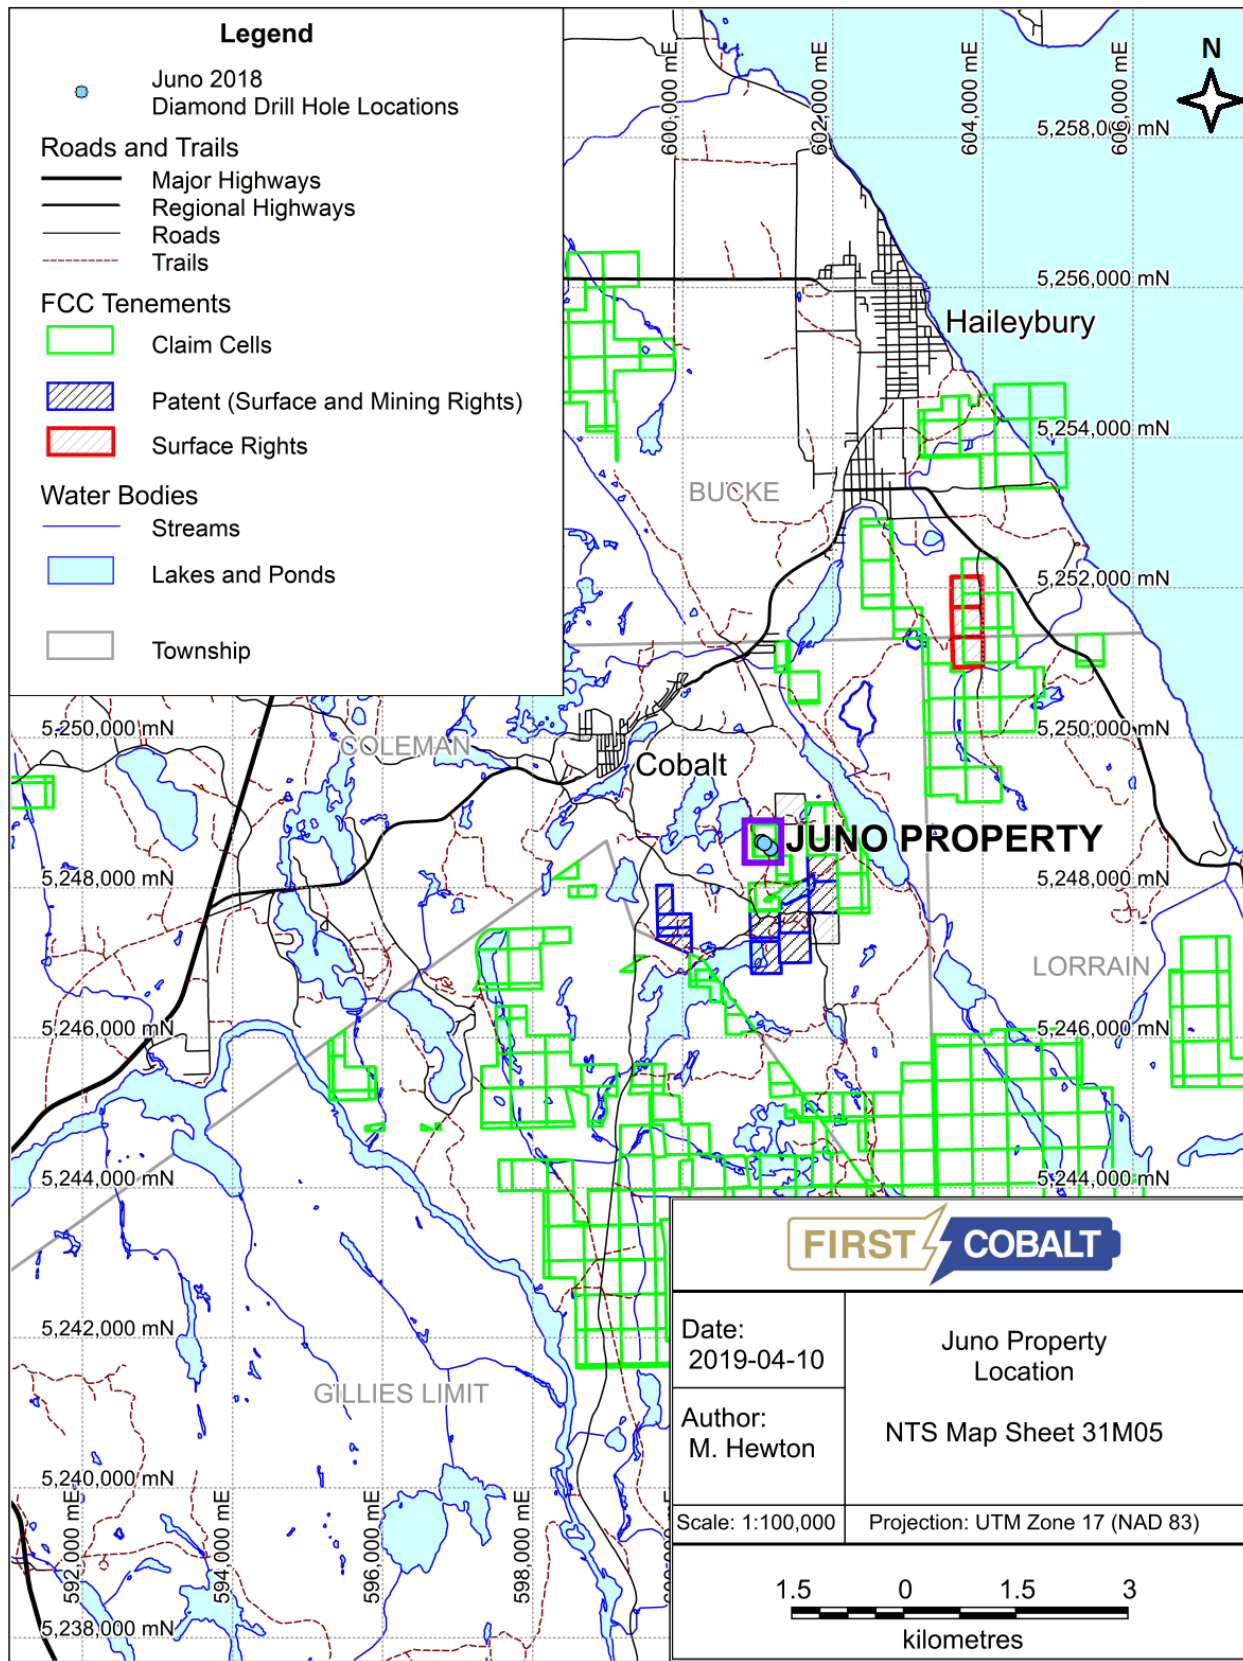 Legend
Juno 2018
Diamond Drill Hole Locations
Roads and Trails
Major Highways
Regional Highways
Roads
Trails
FCC Tenements
Claim Cells
Patent (Surface and Mining Rights)
Surface Rights
Water Bodies
Streams
Lakes and Ponds
Township
N
600,000 mE
602,000 mE
604,000 mE
606,000 mE
5,258,000 mN
5,256,000 mN
Haileybury
5,254,000 mN
BUCKE
5,252,000 mN
5,250,000 mN
5,250,000 mN
COLEMAN
Cobalt
JUNO PROPERTY
5,248,000 mN
5,248,000 mN
LORRAIN
5,246,000 mN
5,246,000 mN
5,244,000 mN
5,244,000 mN
5,242,000 mN
GILLIES LIMIT
5,240,000 mN
592,000 mE
594,000 mE
596,000 mE
598,000 mE
5,238,000 mN
FIRST COBALT
Date:
2019-04-10
Juno Property
Location
Author:
M. Hewton
NTS Map Sheet 31M05
Scale: 1:100,000
Projection: UTM Zone 17 (NAD 83)
1.5 0 1.5 3
kilometres